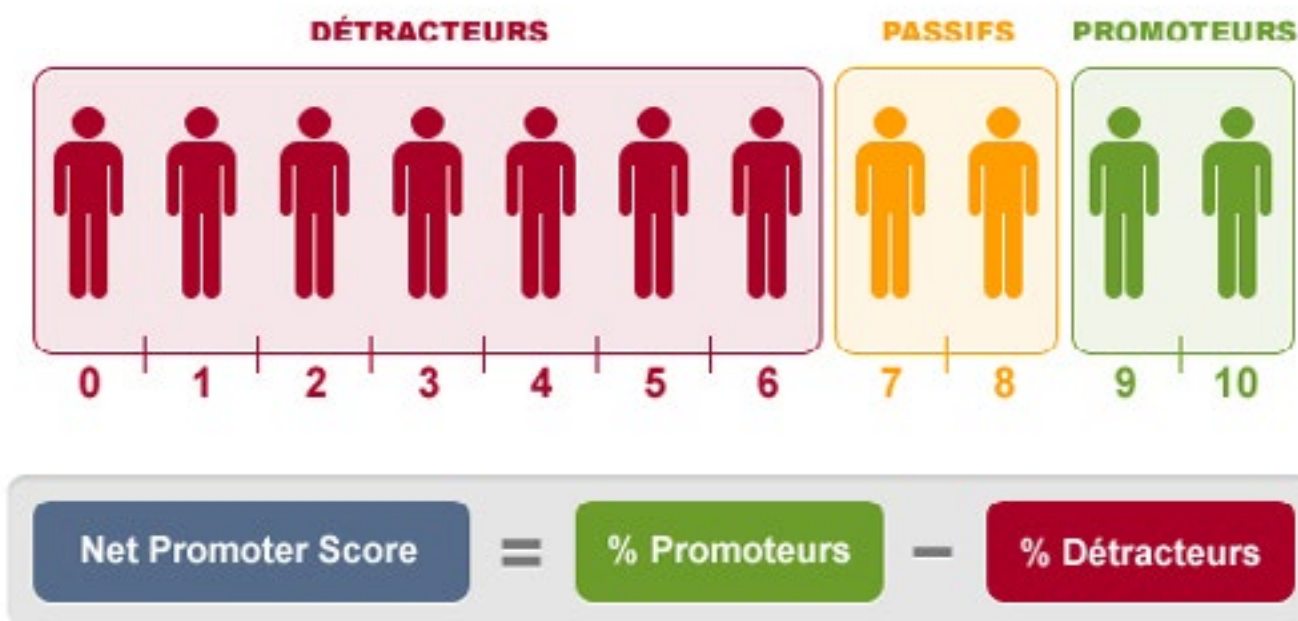 DÉTRACTEURS PASSIFS PROMOTEURS
0 1 2 3 4 5 6 7 8 9 10
Net Promoter Score = % Promoteurs − % Détracteurs